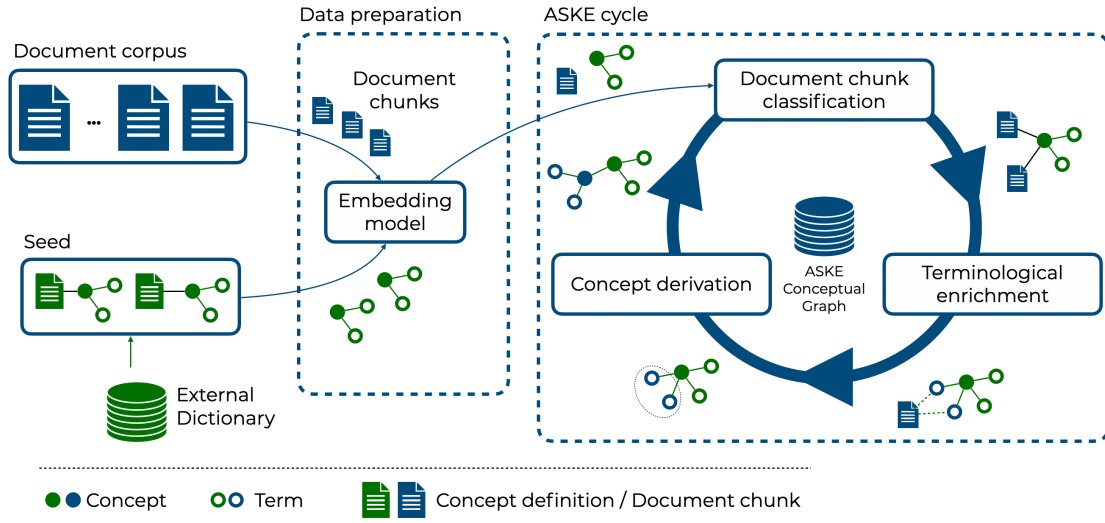 Data preparation
ASKE cycle
Document corpus
...
Document
chunks
Document chunk
classification
Embedding
model
Seed
ASKE
Conceptual
Graph
Concept derivation
Terminological
enrichment
External
Dictionary
Concept
Term
Concept definition / Document chunk